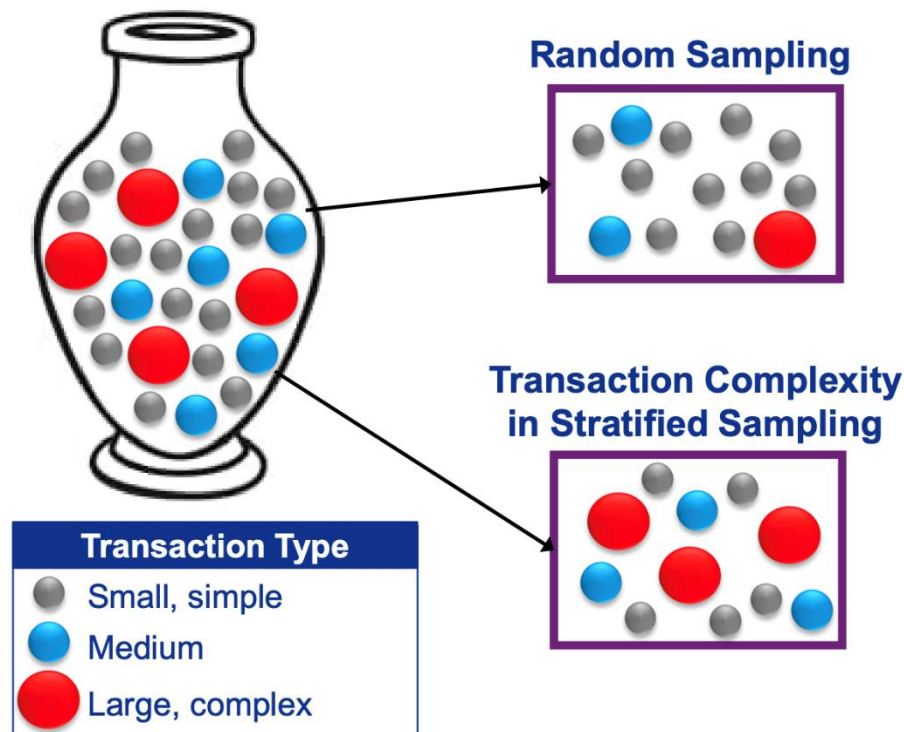 Random Sampling
Transaction Complexity
in Stratified Sampling
Transaction Type
Small, simple
Medium
Large, complex